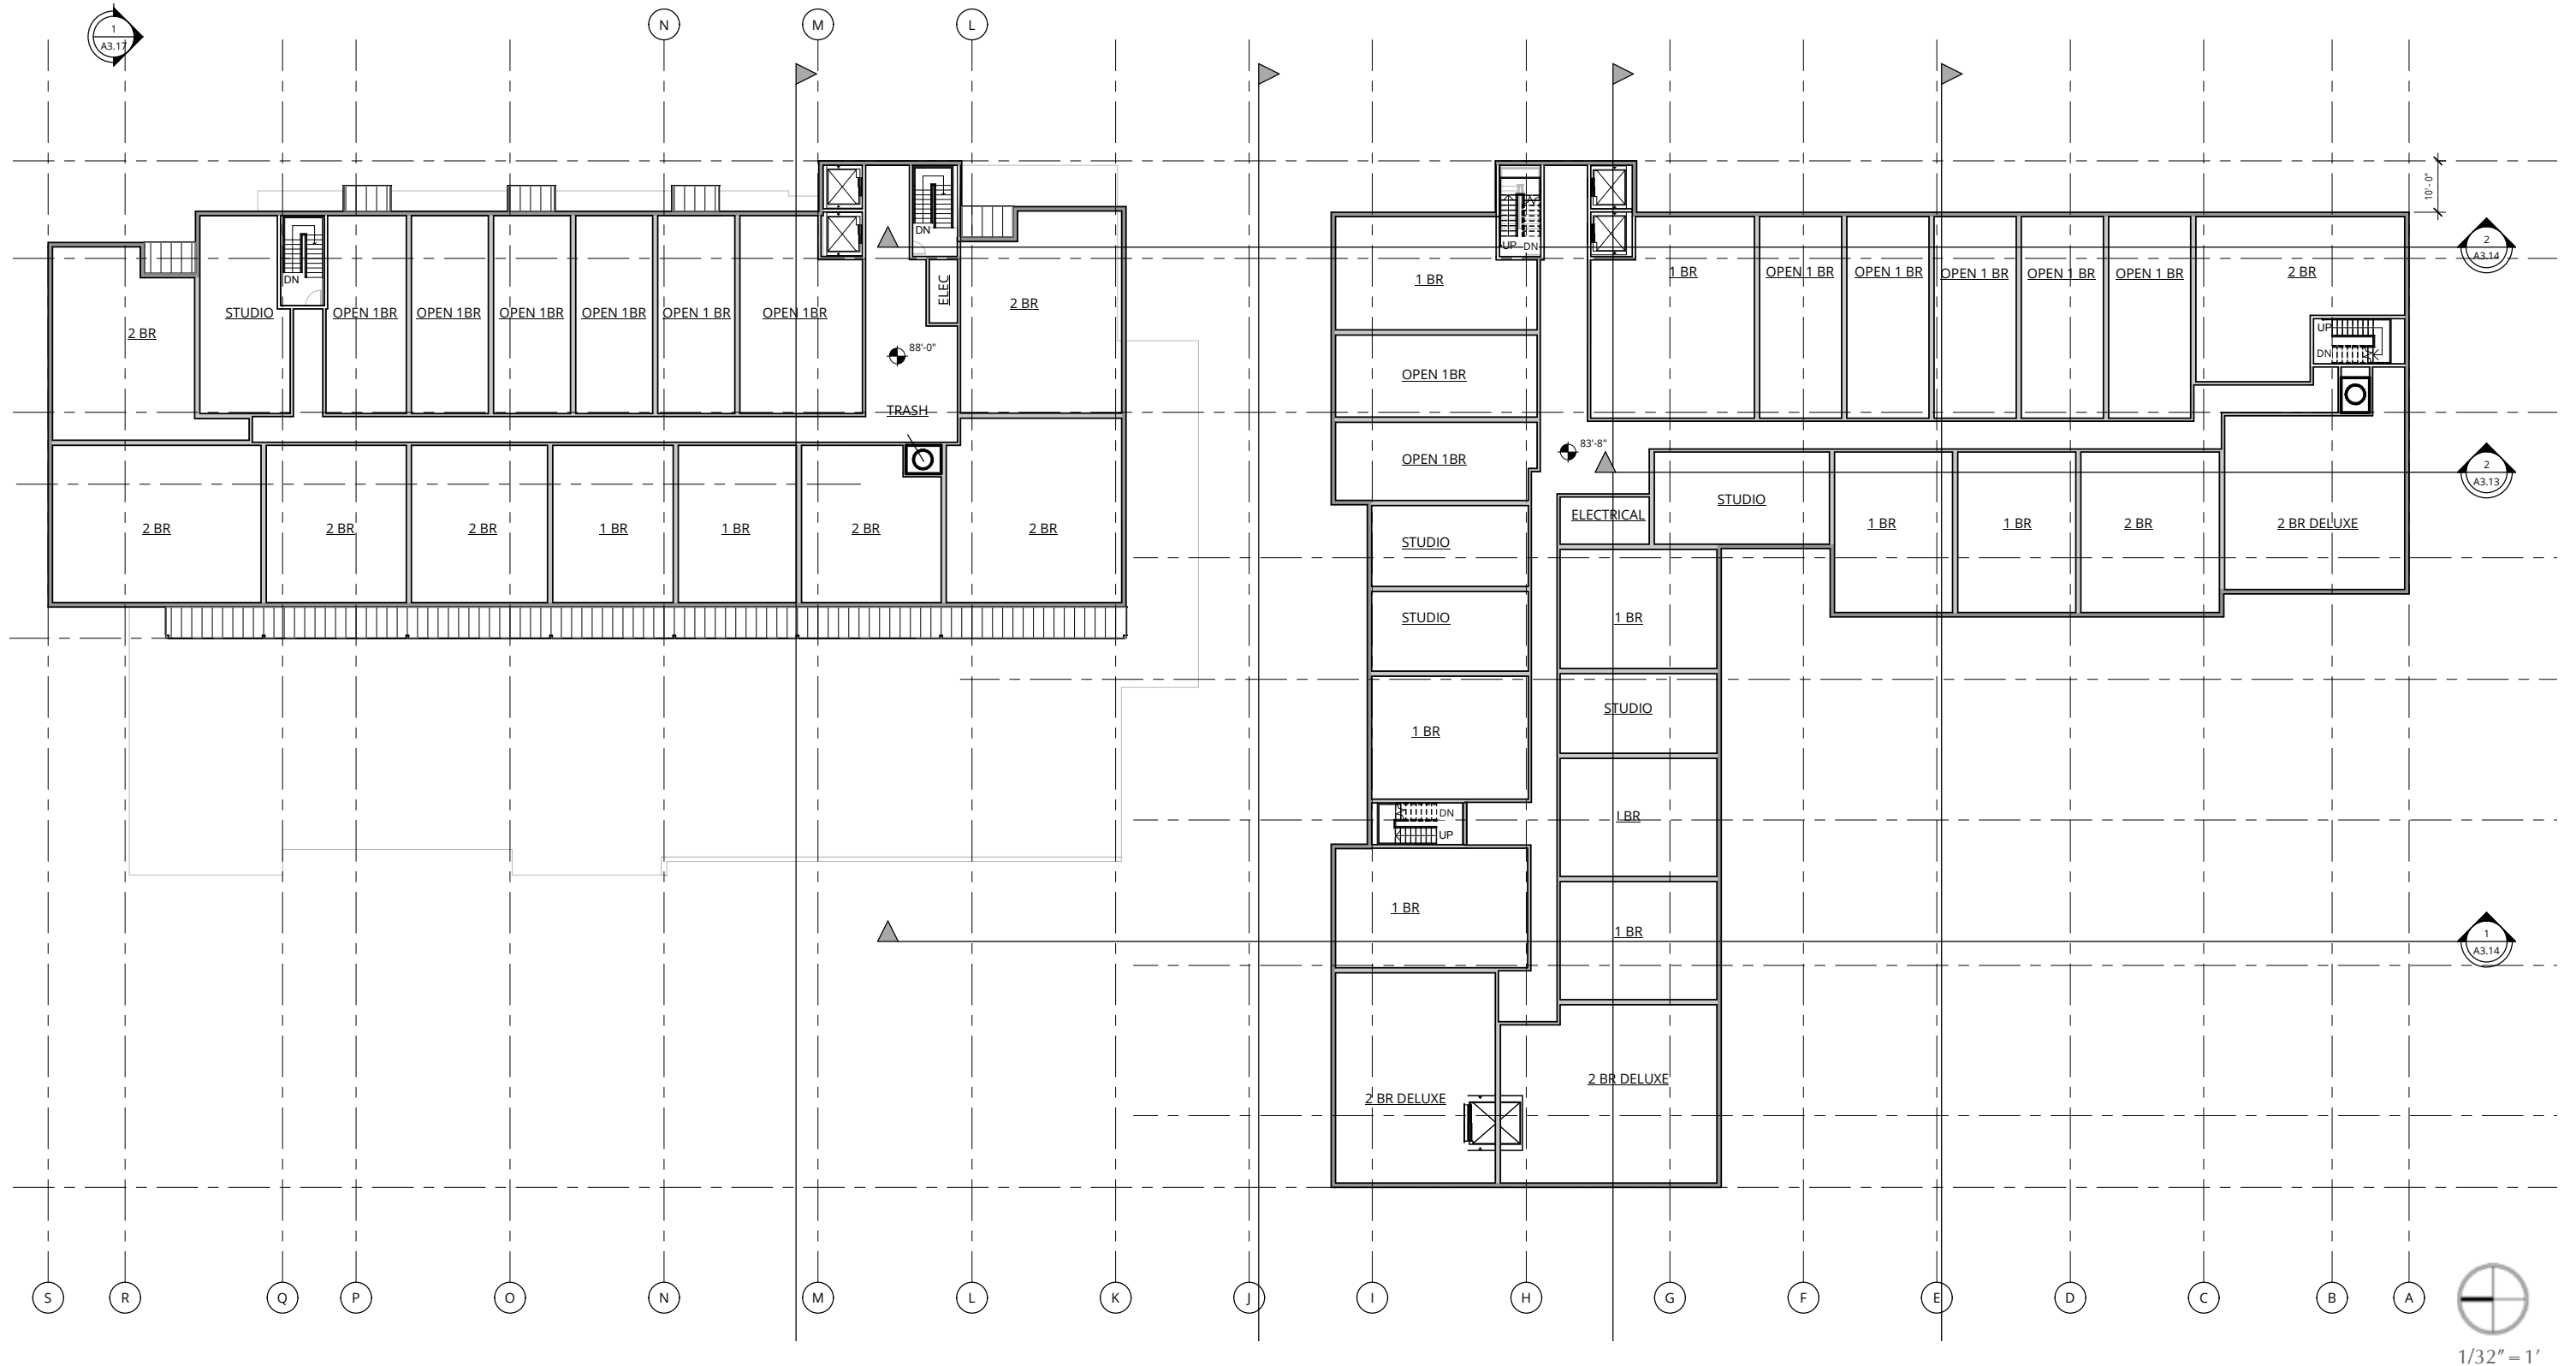 1
A3.17
N
M
L
10'- 0"
2
A3.14
DN
DN
UP
DN
ELEC
1 BR
1 BR
OPEN 1 BR
OPEN 1 BR
OPEN 1 BR
OPEN 1 BR
OPEN 1 BR
2 BR
2 BR
STUDIO
OPEN 1BR
OPEN 1BR
OPEN 1BR
OPEN 1BR
OPEN 1 BR
OPEN 1BR
2 BR
88'-0"
UP
DN
OPEN 1BR
TRASH
OPEN 1BR
83'-8"
2
A3.13
2 BR
2 BR
2 BR
1 BR
1 BR
2 BR
2 BR
STUDIO
ELECTRICAL
STUDIO
1 BR
1 BR
2 BR
2 BR DELUXE
STUDIO
1 BR
STUDIO
1 BR
DN
UP
I BR
1 BR
1 BR
1
A3.14
2 BR DELUXE
2 BR DELUXE
S
R
Q
P
O
N
M
L
K
J
I
H
G
F
E
D
C
B
A
1/32" = 1'